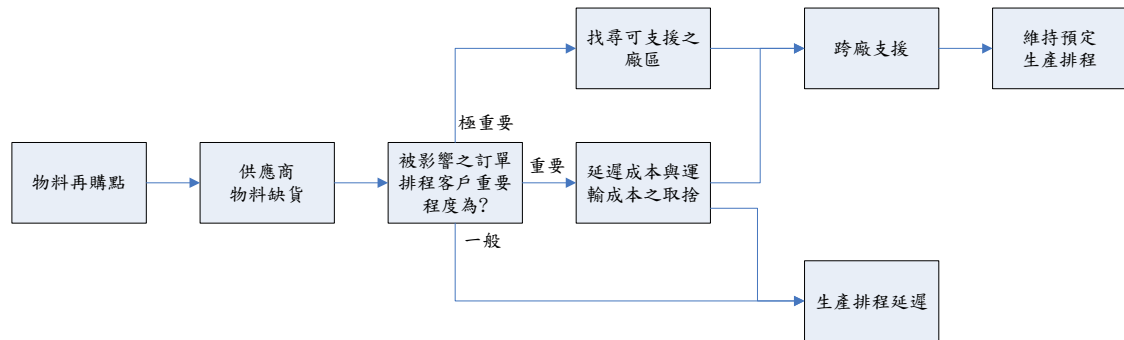 找尋可支援之
廠區
跨廠支援
維持預定
生產排程
極重要
物料再購點
供應商
物料缺貨
被影響之訂單
排程客戶重要
程度為?
重要
延遲成本與運
輸成本之取捨
一般
生產排程延遲